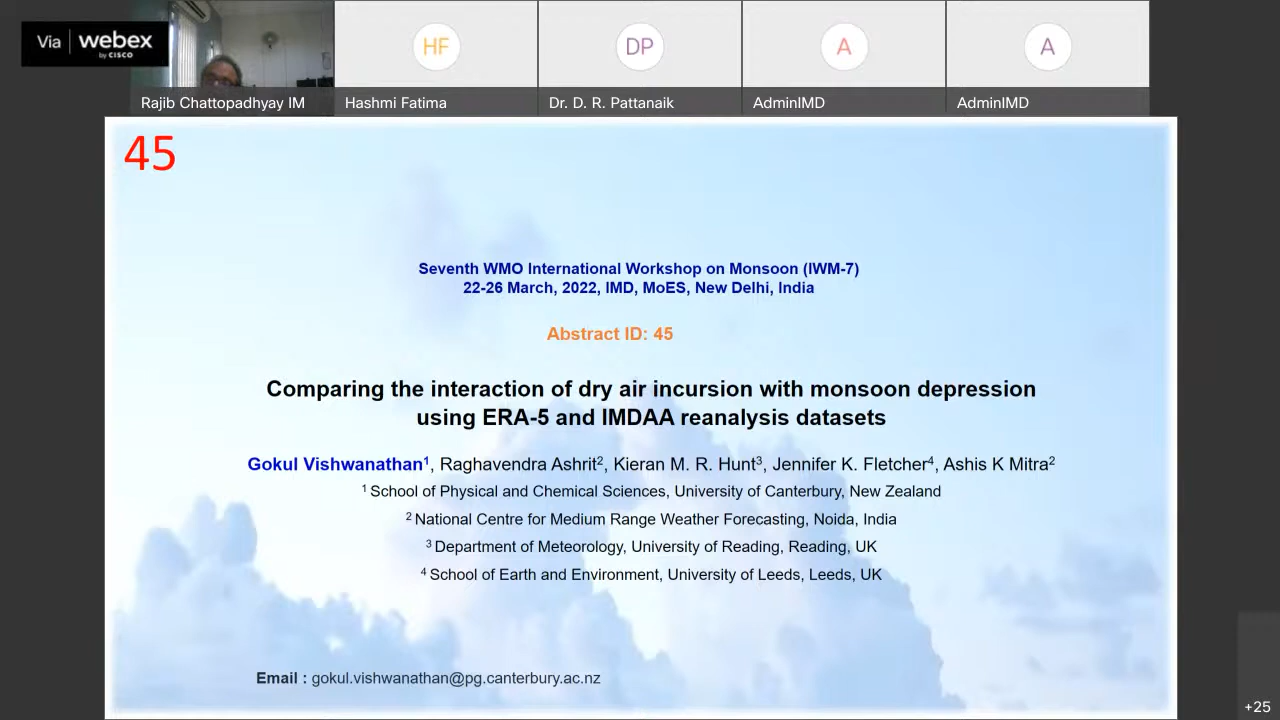 Via webex
by CISCO
HF
DP
A
A
Rajib Chattopadhyay IM
Hashmi Fatima
Dr. D. R. Pattanaik
AdminIMD
AdminIMD
45
Seventh WMO International Workshop on Monsoon (IWM-7)
22-26 March, 2022, IMD, MoES, New Delhi, India
Abstract ID: 45
Comparing the interaction of dry air incursion with monsoon depression
using ERA-5 and IMDAA reanalysis datasets
Gokul Vishwanathan¹, Raghavendra Ashrit², Kieran M. R. Hunt³, Jennifer K. Fletcher⁴, Ashis K Mitra²
¹ School of Physical and Chemical Sciences, University of Canterbury, New Zealand
² National Centre for Medium Range Weather Forecasting, Noida, India
³ Department of Meteorology, University of Reading, Reading, UK
⁴ School of Earth and Environment, University of Leeds, Leeds, UK
Email : gokul.vishwanathan@pg.canterbury.ac.nz
+25